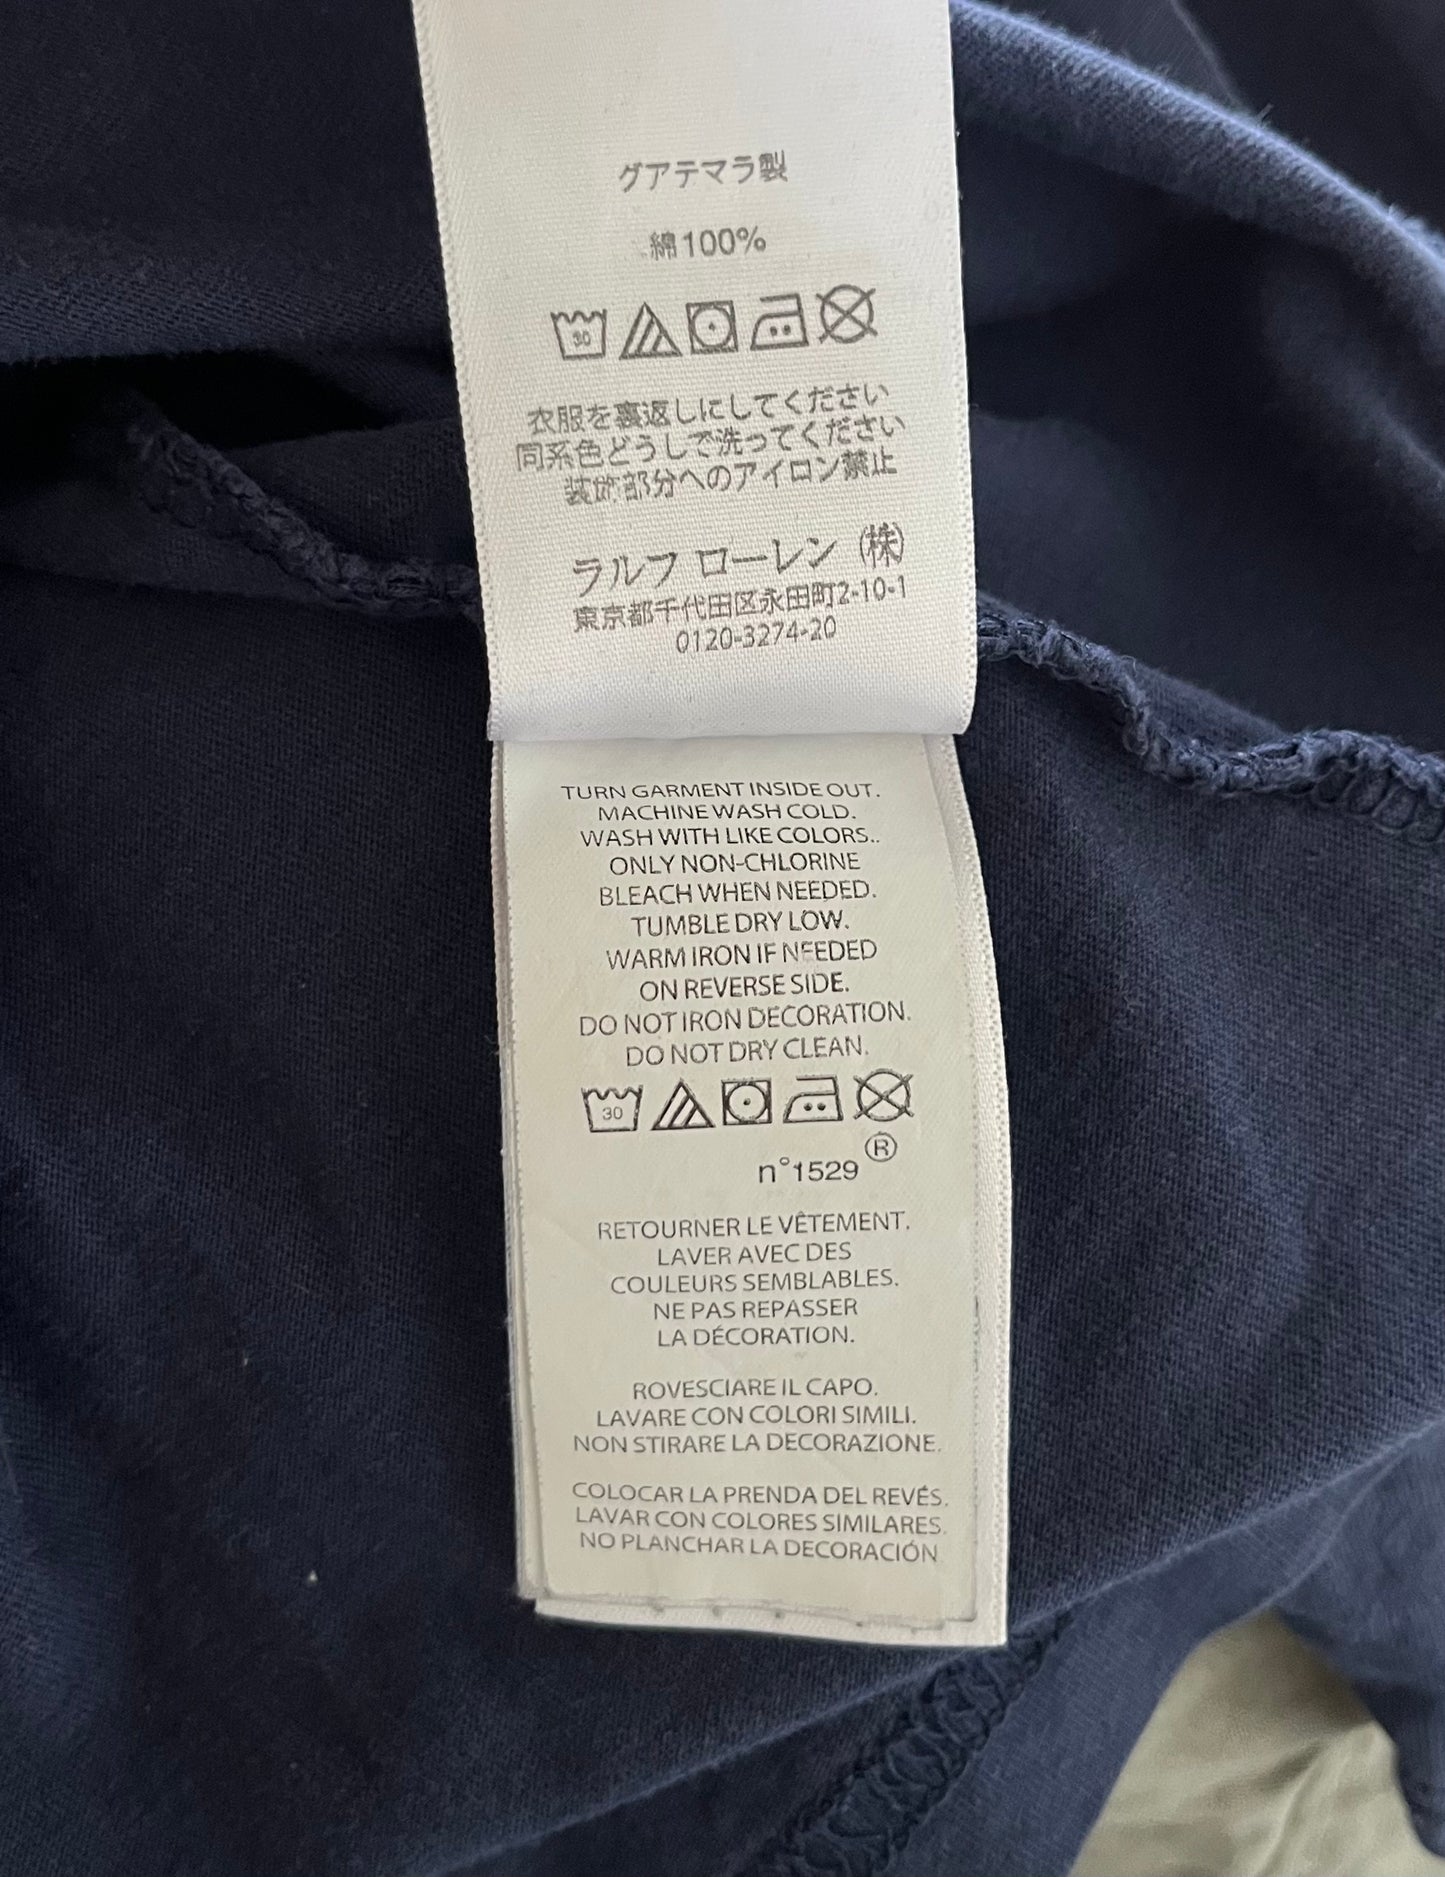 グアテマラ製
綿100%
30
衣服を裏返しにしてください
同系色どうしで洗ってください
装飾部分へのアイロン禁止
ラルフ ローレン (株)
東京都千代田区永田町2-10-1
0120-3274-20
TURN GARMENT INSIDE OUT.
MACHINE WASH COLD.
WASH WITH LIKE COLORS..
ONLY NON-CHLORINE
BLEACH WHEN NEEDED.
TUMBLE DRY LOW.
WARM IRON IF NEEDED
ON REVERSE SIDE.
DO NOT IRON DECORATION.
DO NOT DRY CLEAN.
30
n°1529®
RETOURNER LE VÊTEMENT.
LAVER AVEC DES
COULEURS SEMBLABLES.
NE PAS REPASSER
LA DÉCORATION.
ROVESCIARE IL CAPO.
LAVARE CON COLORI SIMILI.
NON STIRARE LA DECORAZIONE.
COLOCAR LA PRENDA DEL REVÉS.
LAVAR CON COLORES SIMILARES.
NO PLANCHAR LA DECORACIÓN